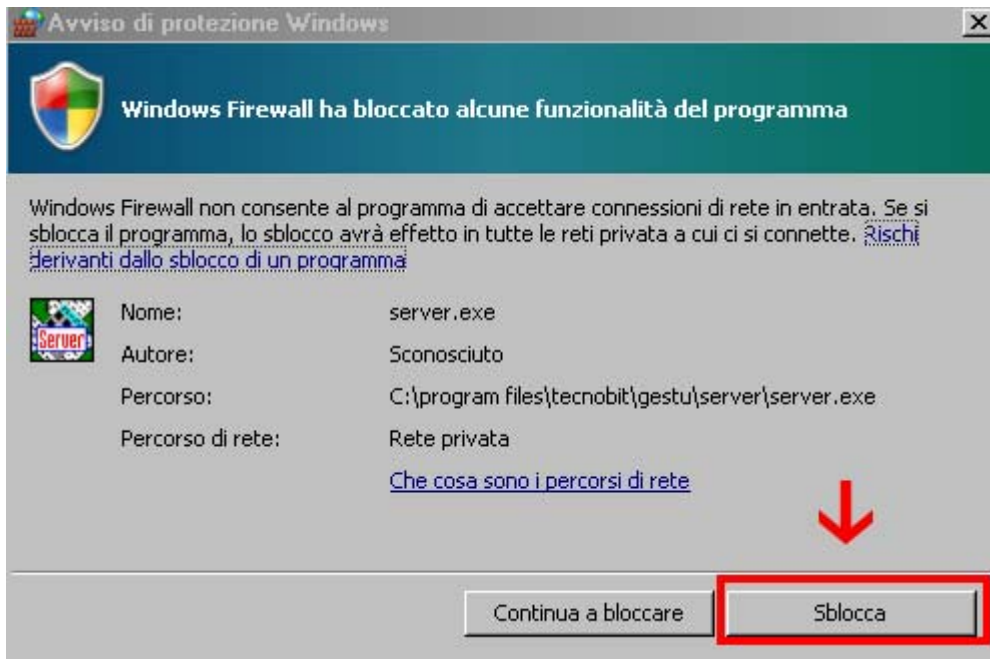 Avviso di protezione Windows
Windows Firewall ha bloccato alcune funzionalità del programma
Windows Firewall non consente al programma di accettare connessioni di rete in entrata. Se si
sblocca il programma, lo sblocco avrà effetto in tutte le reti privata a cui ci si connette. Rischi
derivanti dallo sblocco di un programma
Server
Nome: server.exe
Autore: Sconosciuto
Percorso: C:\program files\tecnobit\gestu\server\server.exe
Percorso di rete: Rete privata
Che cosa sono i percorsi di rete
Continua a bloccare Sblocca